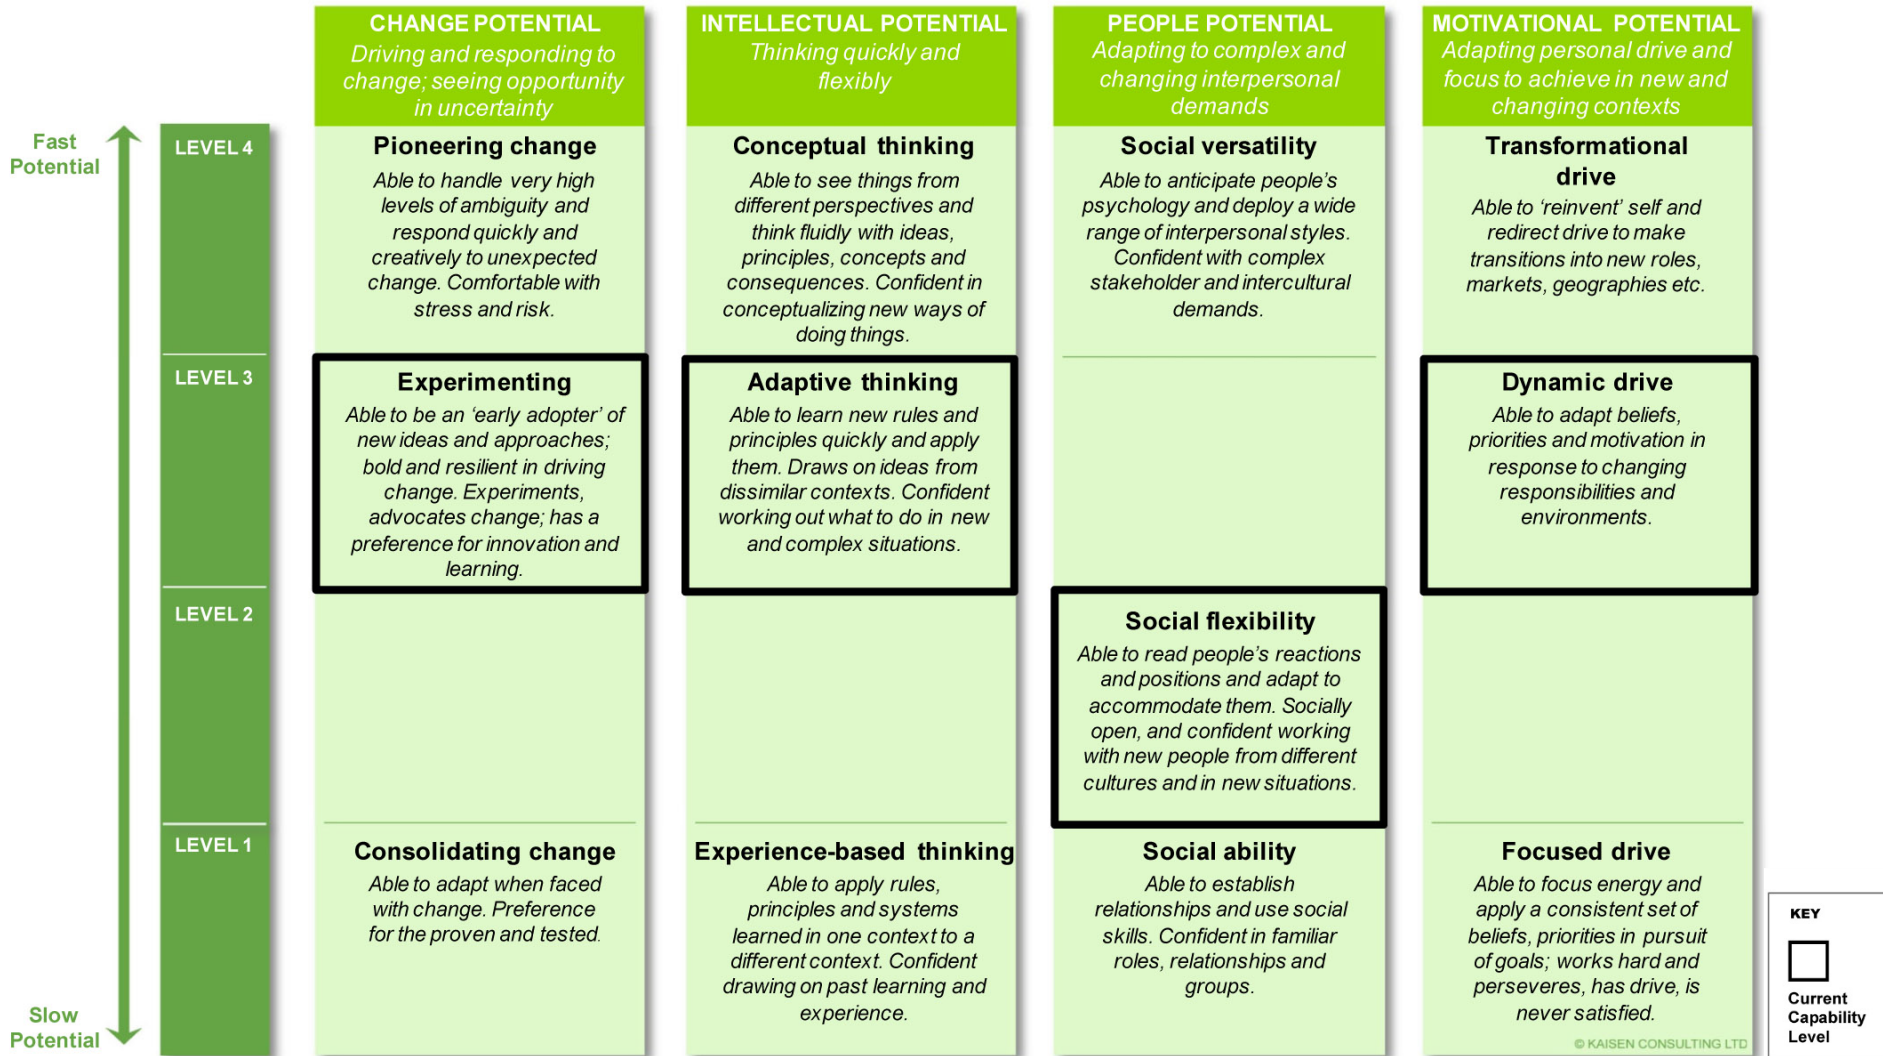 CHANGE POTENTIAL
Driving and responding to
change; seeing opportunity
in uncertainty
INTELLECTUAL POTENTIAL
Thinking quickly and
flexibly
PEOPLE POTENTIAL
Adapting to complex and
changing interpersonal
demands
MOTIVATIONAL POTENTIAL
Adapting personal drive and
focus to achieve in new and
changing contexts
Fast
Potential
LEVEL 4
Pioneering change
Able to handle very high
levels of ambiguity and
respond quickly and
creatively to unexpected
change. Comfortable with
stress and risk.
Conceptual thinking
Able to see things from
different perspectives and
think fluidly with ideas,
principles, concepts and
consequences. Confident in
conceptualizing new ways of
doing things.
Social versatility
Able to anticipate people’s
psychology and deploy a wide
range of interpersonal styles.
Confident with complex
stakeholder and intercultural
demands.
Transformational
drive
Able to ‘reinvent’ self and
redirect drive to make
transitions into new roles,
markets, geographies etc.
LEVEL 3
Experimenting
Able to be an ‘early adopter’ of
new ideas and approaches;
bold and resilient in driving
change. Experiments,
advocates change; has a
preference for innovation and
learning.
Adaptive thinking
Able to learn new rules and
principles quickly and apply
them. Draws on ideas from
dissimilar contexts. Confident
working out what to do in new
and complex situations.
Dynamic drive
Able to adapt beliefs,
priorities and motivation in
response to changing
responsibilities and
environments.
LEVEL 2
Social flexibility
Able to read people’s reactions
and positions and adapt to
accommodate them. Socially
open, and confident working
with new people from different
cultures and in new situations.
LEVEL 1
Consolidating change
Able to adapt when faced
with change. Preference
for the proven and tested.
Experience-based thinking
Able to apply rules,
principles and systems
learned in one context to a
different context. Confident
drawing on past learning and
experience.
Social ability
Able to establish
relationships and use social
skills. Confident in familiar
roles, relationships and
groups.
Focused drive
Able to focus energy and
apply a consistent set of
beliefs, priorities in pursuit
of goals; works hard and
perseveres, has drive, is
never satisfied.
Slow
Potential
KEY
Current
Capability
Level
© KAISEN CONSULTING LTD